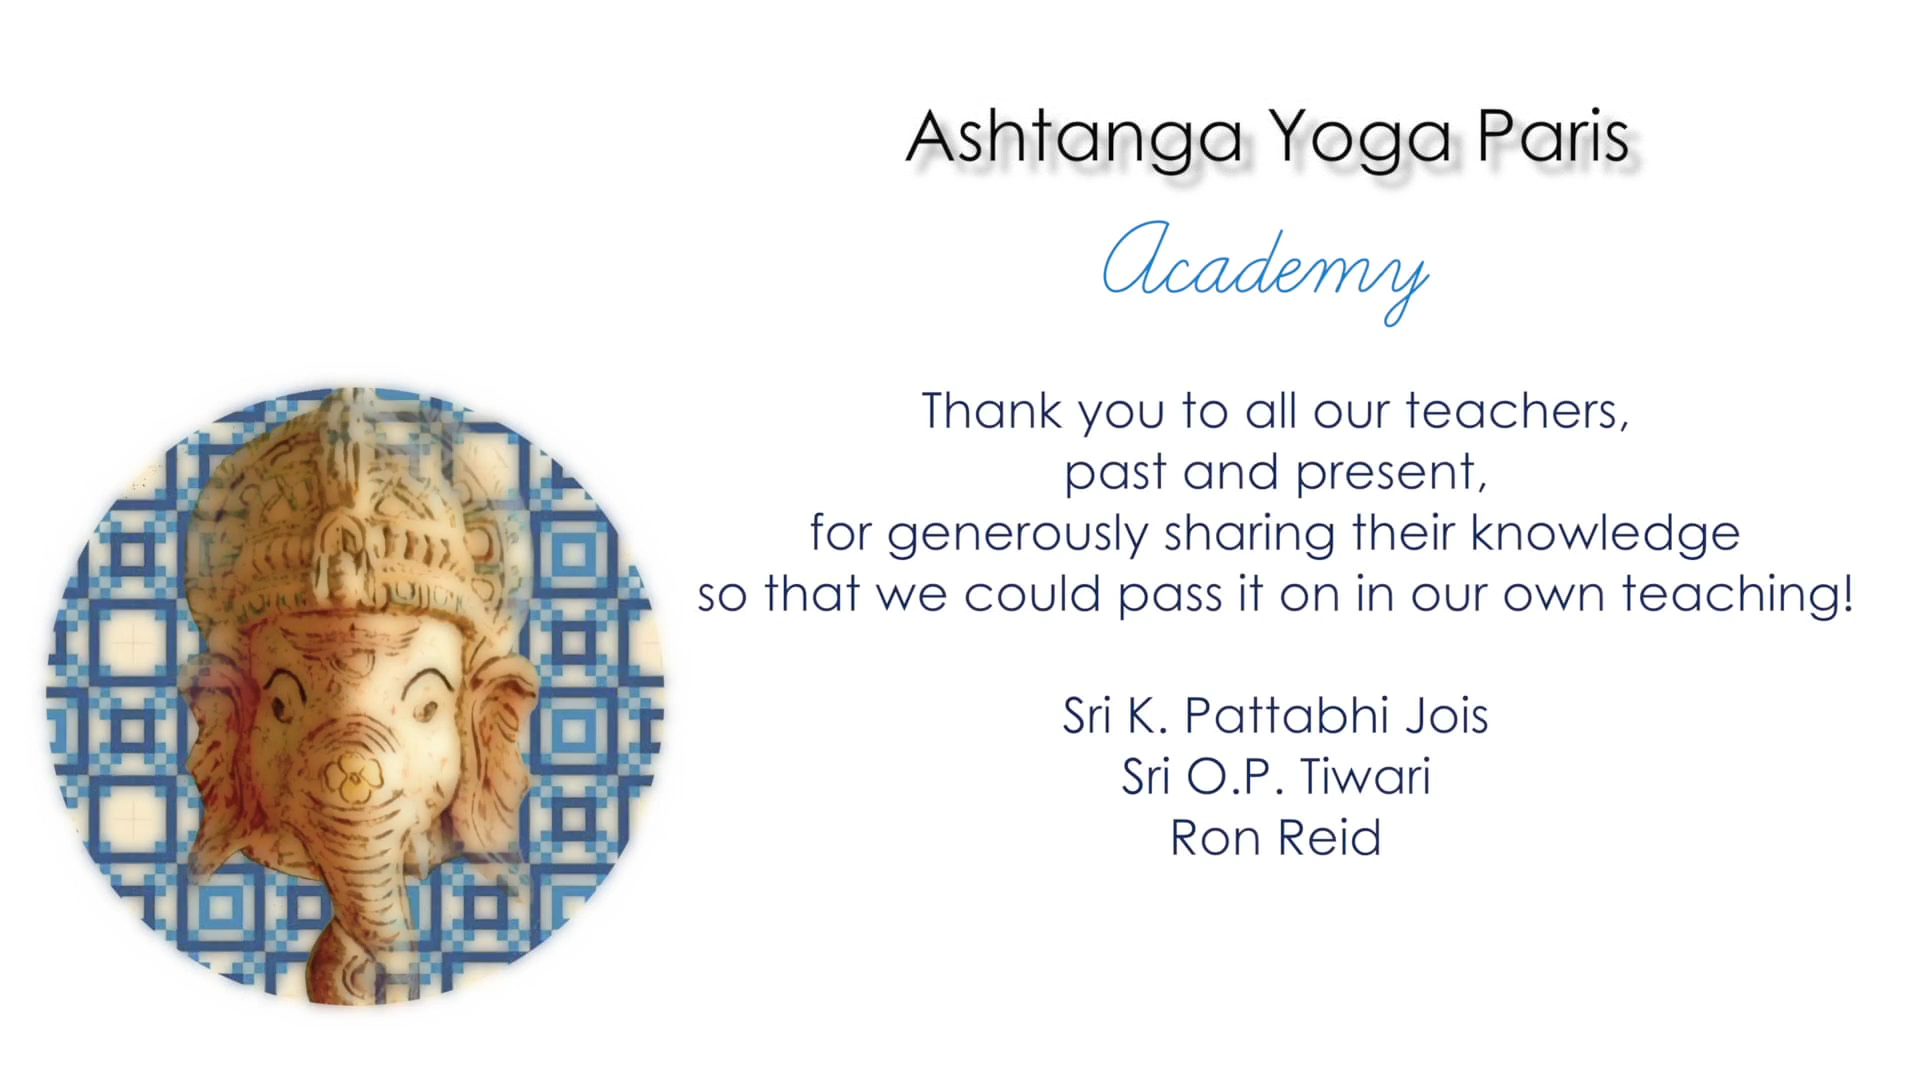 Ashtanga Yoga Paris
Academy
Thank you to all our teachers,
past and present,
for generously sharing their knowledge
so that we could pass it on in our own teaching!
Sri K. Pattabhi Jois
Sri O.P. Tiwari
Ron Reid